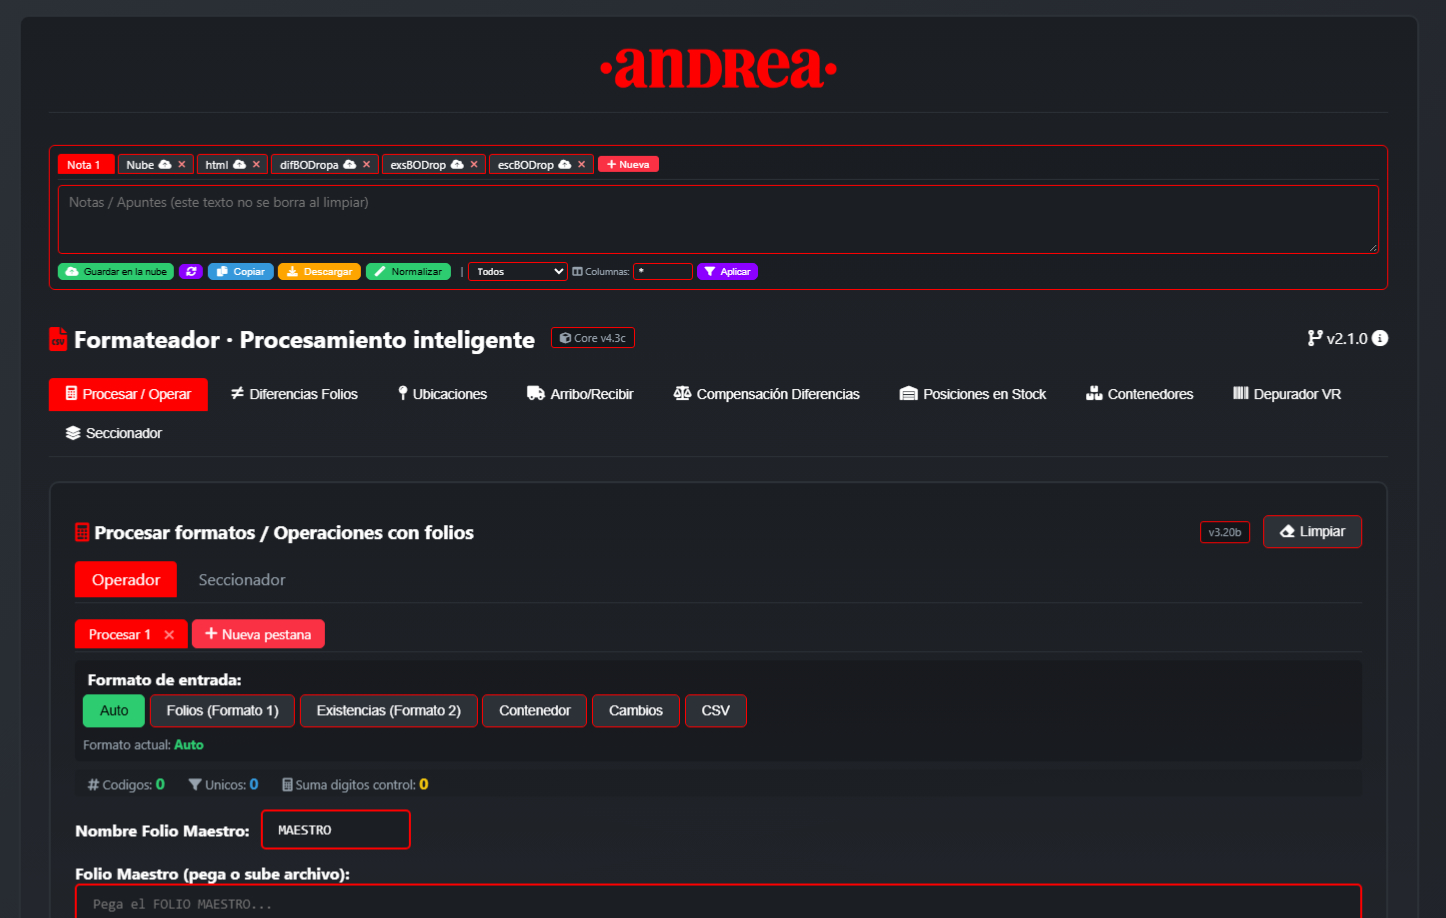 ·andrea·
Nota 1 Nube html difBODropa exsBODrop escBODrop + Nueva
Notas / Apuntes (este texto no se borra al limpiar)
Guardar en la nube Copiar Descargar Normalizar | Todos Columnas: * Aplicar
CSV Formateador · Procesamiento inteligente Core v4.3c v2.1.0
Procesar / Operar Diferencias Folios Ubicaciones Arribo/Recibir Compensación Diferencias Posiciones en Stock Contenedores Depurador VR
Seccionador
Procesar formatos / Operaciones con folios v3.20b Limpiar
Operador Seccionador
Procesar 1 × + Nueva pestana
Formato de entrada:
Auto Folios (Formato 1) Existencias (Formato 2) Contenedor Cambios CSV
Formato actual: Auto
# Codigos: 0 Unicos: 0 Suma digitos control: 0
Nombre Folio Maestro: MAESTRO
Folio Maestro (pega o sube archivo):
Pega el FOLIO MAESTRO...